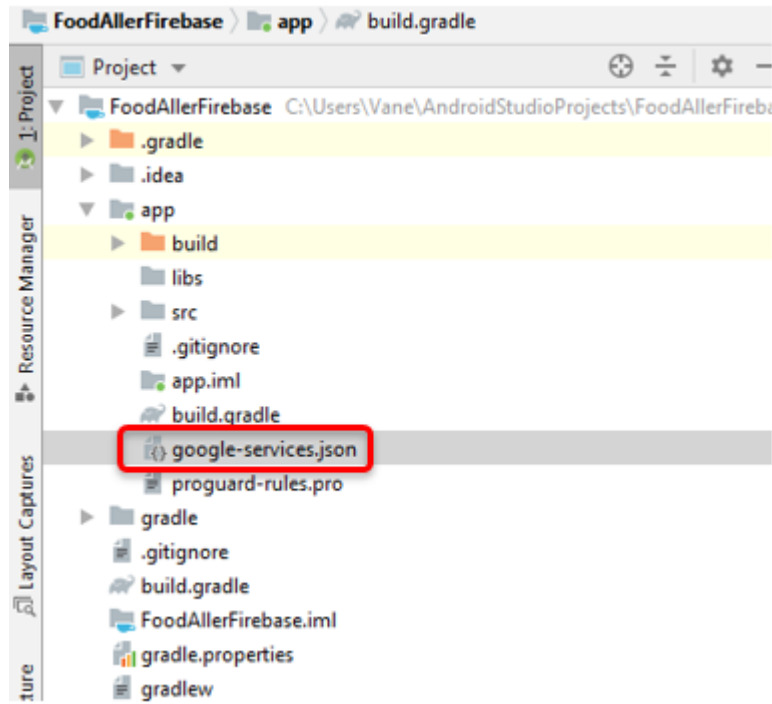 FoodAllerFirebase app build.gradle
Project
FoodAllerFirebase C:\Users\Vane\AndroidStudioProjects\FoodAllerFireba
.gradle
.idea
app
build
libs
src
.gitignore
app.iml
build.gradle
google-services.json
proguard-rules.pro
gradle
.gitignore
build.gradle
FoodAllerFirebase.iml
gradle.properties
gradlew
1: Project
Resource Manager
Layout Captures